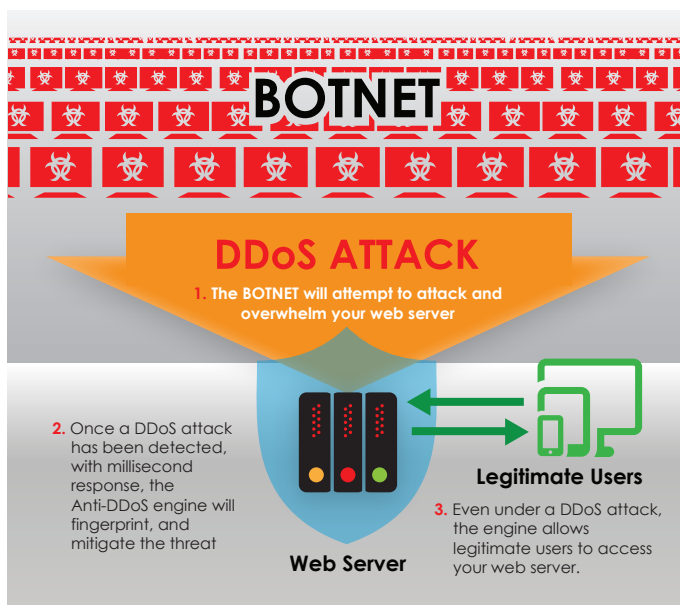 BOTNET
DDoS ATTACK
1. The BOTNET will attempt to attack and
overwhelm your web server
2. Once a DDoS attack
has been detected,
with millisecond
response, the
Anti-DDoS engine will
fingerprint, and
mitigate the threat
Web Server
Legitimate Users
3. Even under a DDoS attack,
the engine allows
legitimate users to access
your web server.